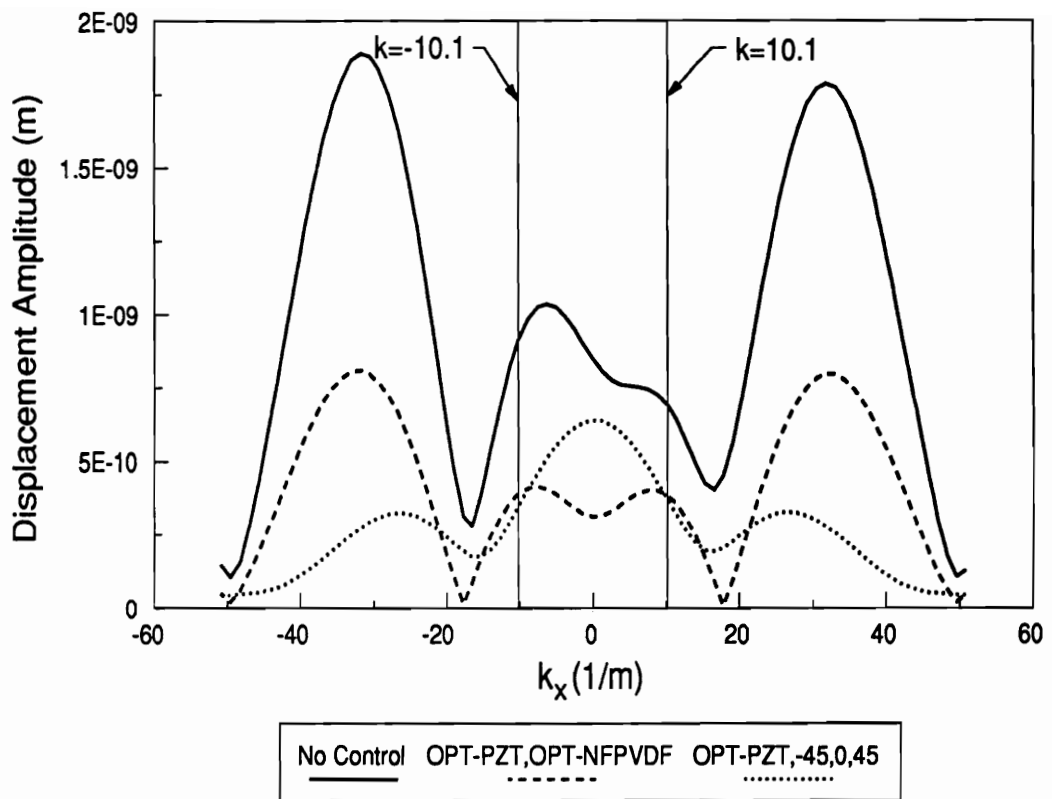 2E-09
1.5E-09
1E-09
5E-10
0
Displacement Amplitude (m)
k=-10.1
k=10.1
-60
-40
-20
0
20
40
60
kx (1/m)
No Control OPT-PZT,OPT-NFPVDF OPT-PZT,-45,0,45